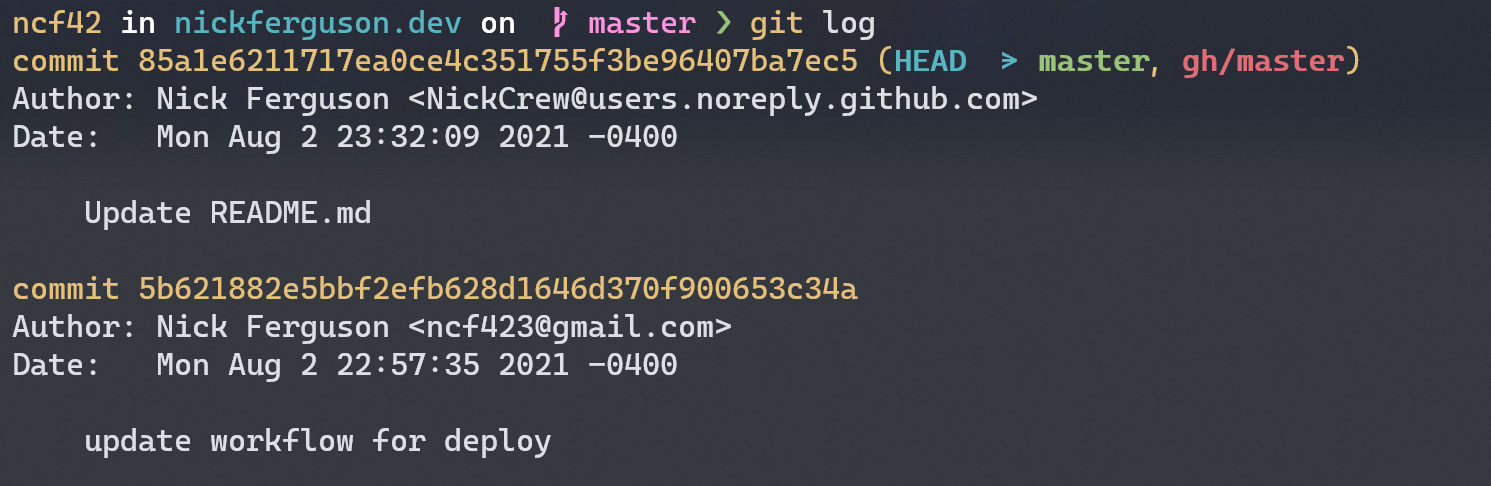 ncf42 in nickferguson.dev on master ❯ git log
commit 85a1e6211717ea0ce4c351755f3be96407ba7ec5 (HEAD -> master, gh/master)
Author: Nick Ferguson <NickCrew@users.noreply.github.com>
Date:   Mon Aug 2 23:32:09 2021 -0400
Update README.md
commit 5b621882e5bbf2efb628d1646d370f900653c34a
Author: Nick Ferguson <ncf423@gmail.com>
Date:   Mon Aug 2 22:57:35 2021 -0400
update workflow for deploy